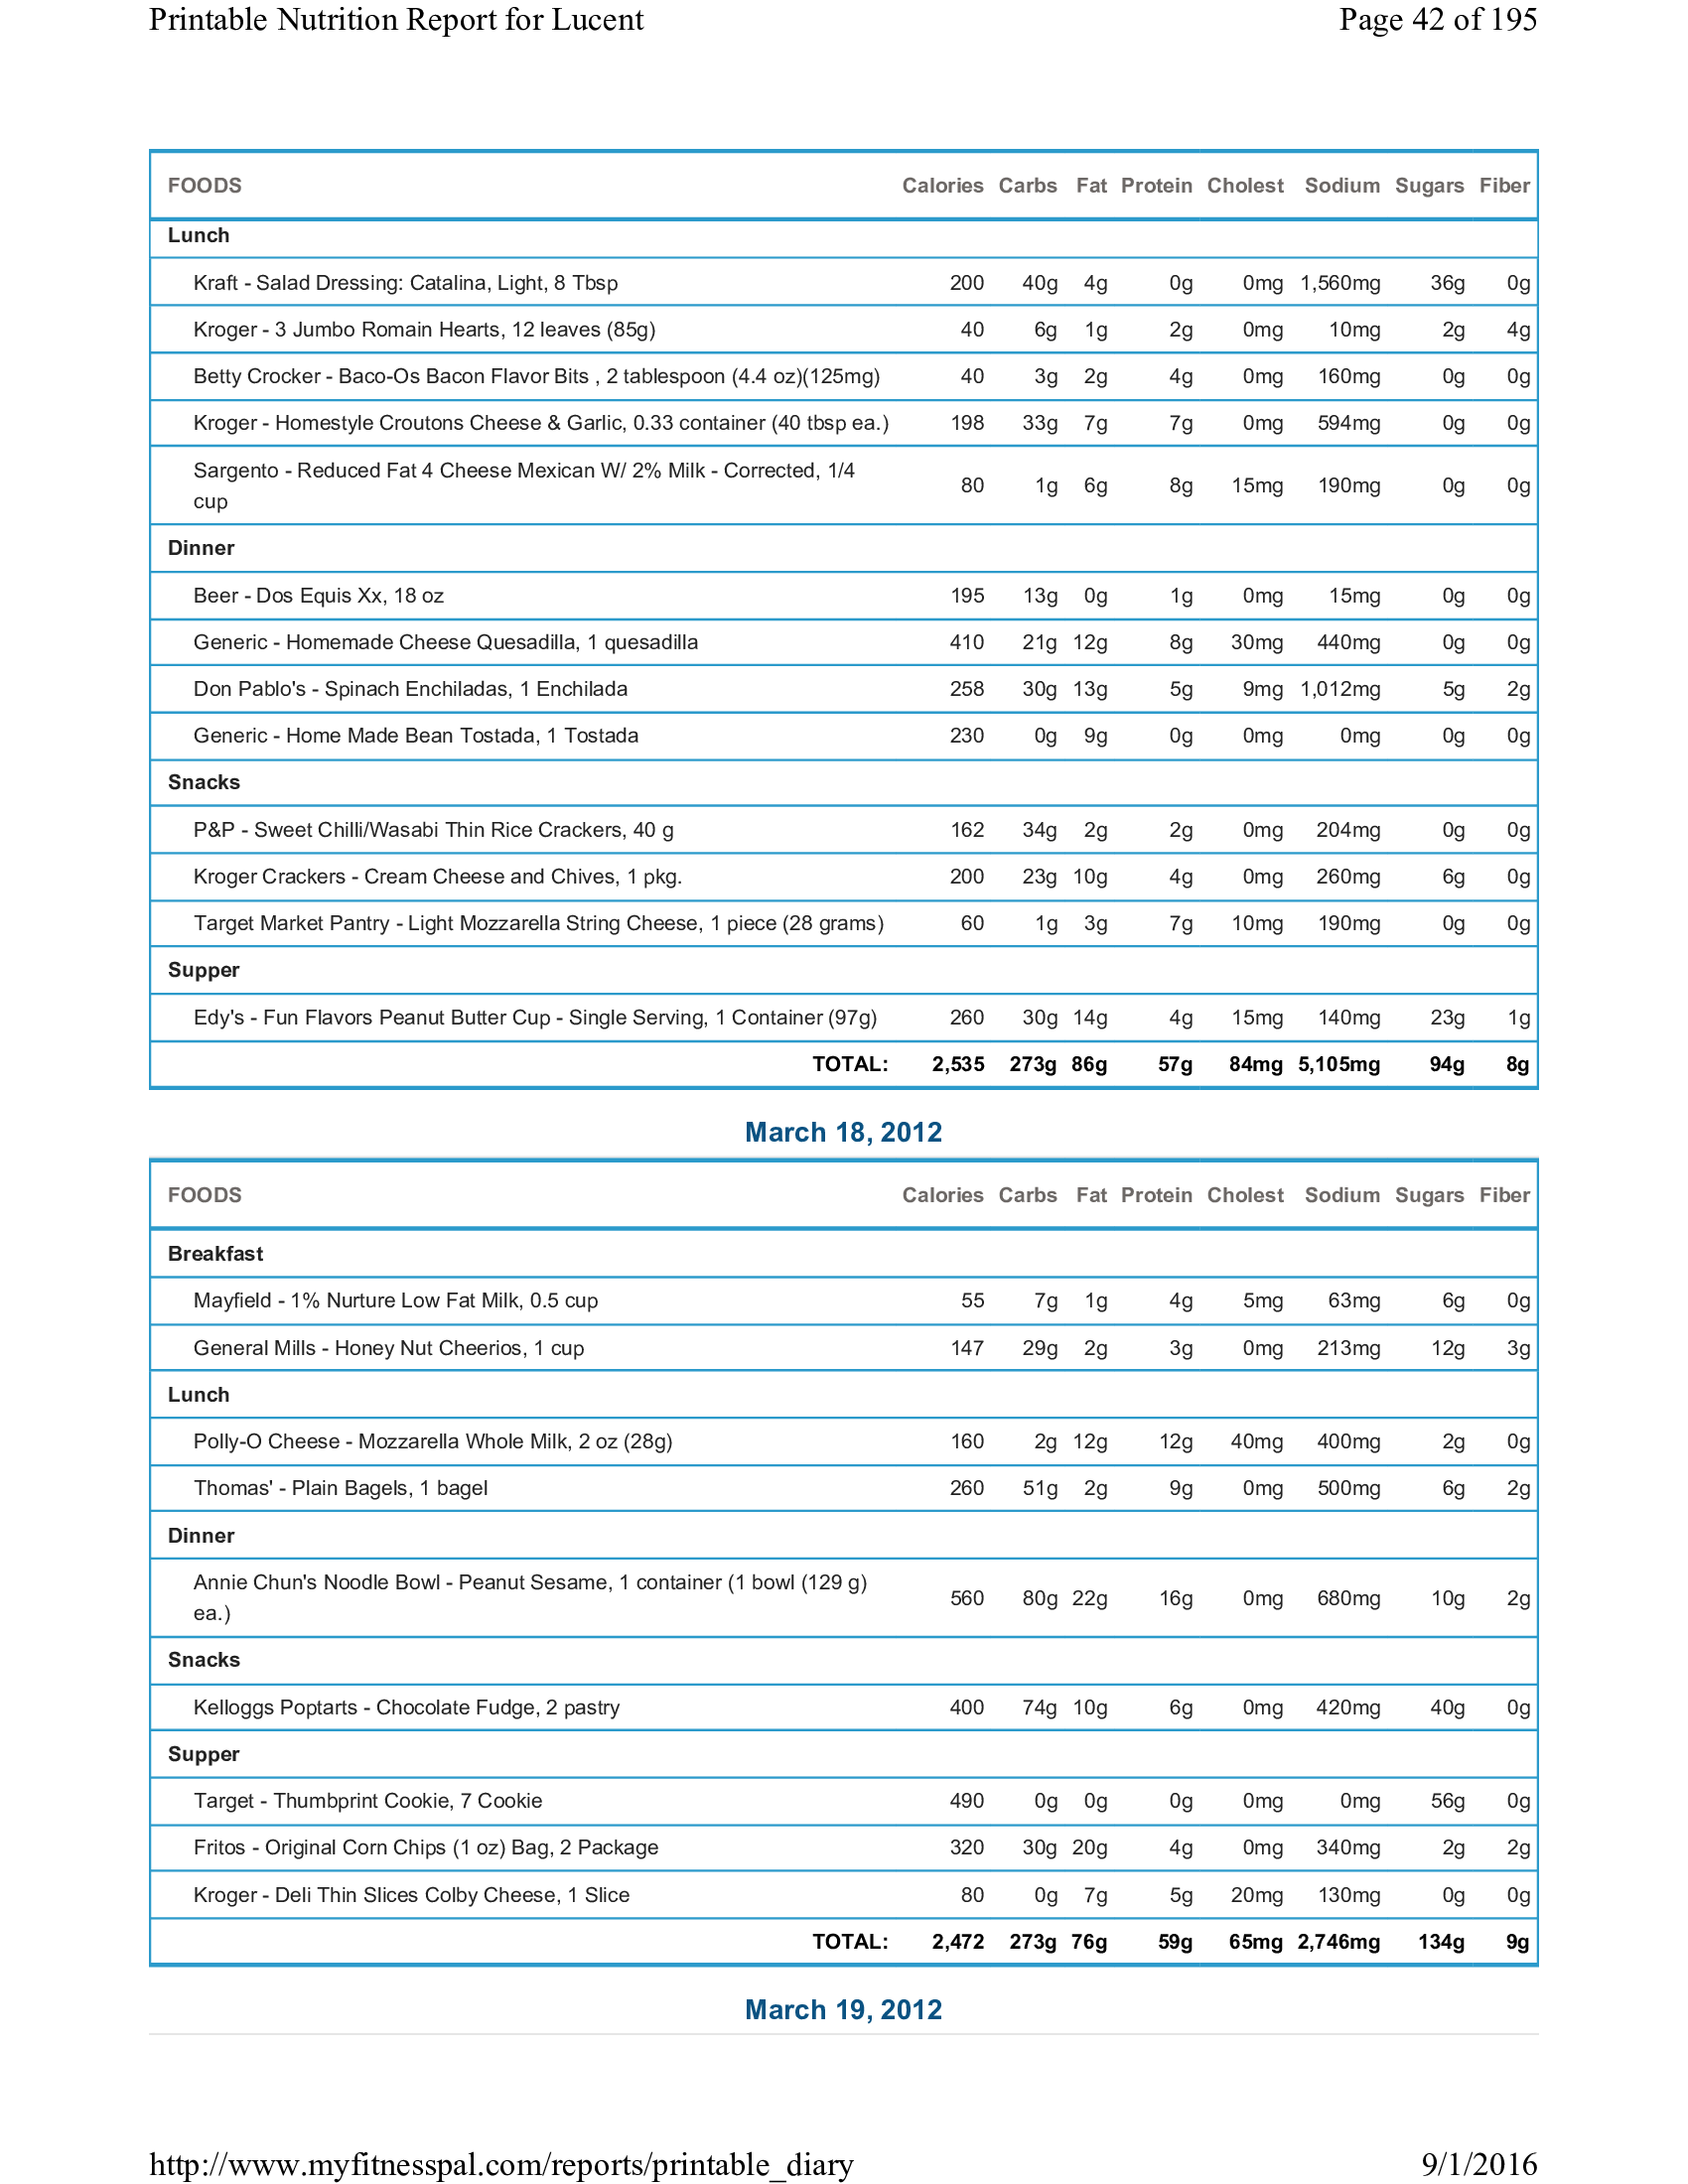 Printable Nutrition Report for Lucent Page 42 of 195
FOODS Calories Carbs Fat Protein Cholest Sodium Sugars Fiber
Lunch
Kraft - Salad Dressing: Catalina, Light, 8 Tbsp 200 40g 4g 0g 0mg 1,560mg 36g 0g
Kroger - 3 Jumbo Romain Hearts, 12 leaves (85g) 40 6g 1g 2g 0mg 10mg 2g 4g
Betty Crocker - Baco-Os Bacon Flavor Bits , 2 tablespoon (4.4 oz)(125mg) 40 3g 2g 4g 0mg 160mg 0g 0g
Kroger - Homestyle Croutons Cheese & Garlic, 0.33 container (40 tbsp ea.) 198 33g 7g 7g 0mg 594mg 0g 0g
Sargento - Reduced Fat 4 Cheese Mexican W/ 2% Milk - Corrected, 1/4
cup 80 1g 6g 8g 15mg 190mg 0g 0g
Dinner
Beer - Dos Equis Xx, 18 oz 195 13g 0g 1g 0mg 15mg 0g 0g
Generic - Homemade Cheese Quesadilla, 1 quesadilla 410 21g 12g 8g 30mg 440mg 0g 0g
Don Pablo's - Spinach Enchiladas, 1 Enchilada 258 30g 13g 5g 9mg 1,012mg 5g 2g
Generic - Home Made Bean Tostada, 1 Tostada 230 0g 9g 0g 0mg 0mg 0g 0g
Snacks
P&P - Sweet Chilli/Wasabi Thin Rice Crackers, 40 g 162 34g 2g 2g 0mg 204mg 0g 0g
Kroger Crackers - Cream Cheese and Chives, 1 pkg. 200 23g 10g 4g 0mg 260mg 6g 0g
Target Market Pantry - Light Mozzarella String Cheese, 1 piece (28 grams) 60 1g 3g 7g 10mg 190mg 0g 0g
Supper
Edy's - Fun Flavors Peanut Butter Cup - Single Serving, 1 Container (97g) 260 30g 14g 4g 15mg 140mg 23g 1g
TOTAL: 2,535 273g 86g 57g 84mg 5,105mg 94g 8g
March 18, 2012
FOODS Calories Carbs Fat Protein Cholest Sodium Sugars Fiber
Breakfast
Mayfield - 1% Nurture Low Fat Milk, 0.5 cup 55 7g 1g 4g 5mg 63mg 6g 0g
General Mills - Honey Nut Cheerios, 1 cup 147 29g 2g 3g 0mg 213mg 12g 3g
Lunch
Polly-O Cheese - Mozzarella Whole Milk, 2 oz (28g) 160 2g 12g 12g 40mg 400mg 2g 0g
Thomas' - Plain Bagels, 1 bagel 260 51g 2g 9g 0mg 500mg 6g 2g
Dinner
Annie Chun's Noodle Bowl - Peanut Sesame, 1 container (1 bowl (129 g)
ea.) 560 80g 22g 16g 0mg 680mg 10g 2g
Snacks
Kelloggs Poptarts - Chocolate Fudge, 2 pastry 400 74g 10g 6g 0mg 420mg 40g 0g
Supper
Target - Thumbprint Cookie, 7 Cookie 490 0g 0g 0g 0mg 0mg 56g 0g
Fritos - Original Corn Chips (1 oz) Bag, 2 Package 320 30g 20g 4g 0mg 340mg 2g 2g
Kroger - Deli Thin Slices Colby Cheese, 1 Slice 80 0g 7g 5g 20mg 130mg 0g 0g
TOTAL: 2,472 273g 76g 59g 65mg 2,746mg 134g 9g
March 19, 2012
http://www.myfitnesspal.com/reports/printable_diary 9/1/2016